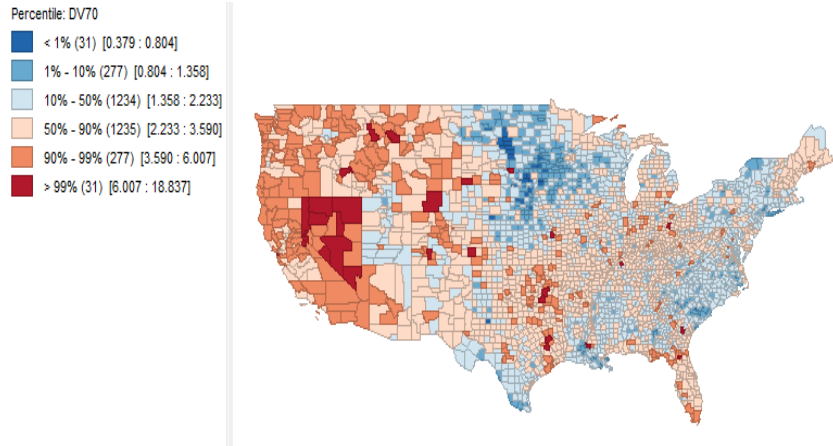 Percentile: DV70
< 1% (31) [0.379 : 0.804]
1% - 10% (277) [0.804 : 1.358]
10% - 50% (1234) [1.358 : 2.233]
50% - 90% (1235) [2.233 : 3.590]
90% - 99% (277) [3.590 : 6.007]
> 99% (31) [6.007 : 18.837]